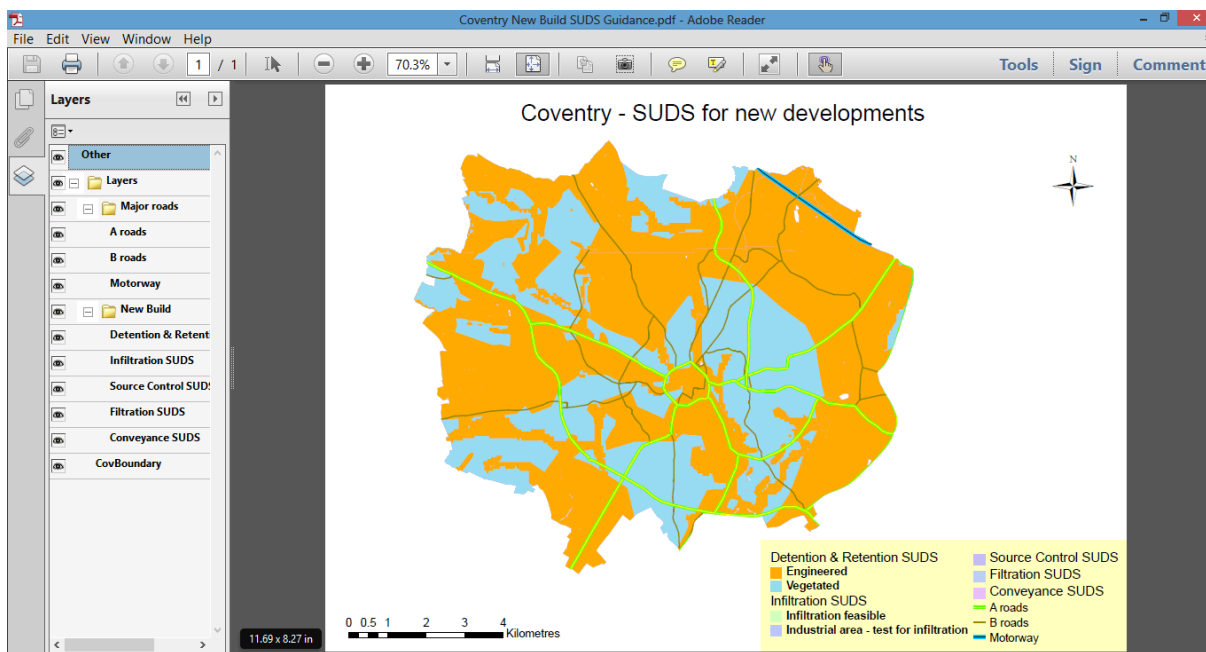 Coventry New Build SUDS Guidance.pdf - Adobe Reader
File Edit View Window Help
1 / 1 70.3% Tools Sign Comment
Layers
Other
Layers
Major roads
A roads
B roads
Motorway
New Build
Detention & Retenti
Infiltration SUDS
Source Control SUDS
Filtration SUDS
Conveyance SUDS
CovBoundary
11.69 x 8.27 in
Coventry - SUDS for new developments
N
0 0.5 1 2 3 4
Kilometres
Detention & Retention SUDS
Engineered
Vegetated
Infiltration SUDS
Infiltration feasible
Industrial area - test for infiltration
Source Control SUDS
Filtration SUDS
Conveyance SUDS
A roads
B roads
Motorway